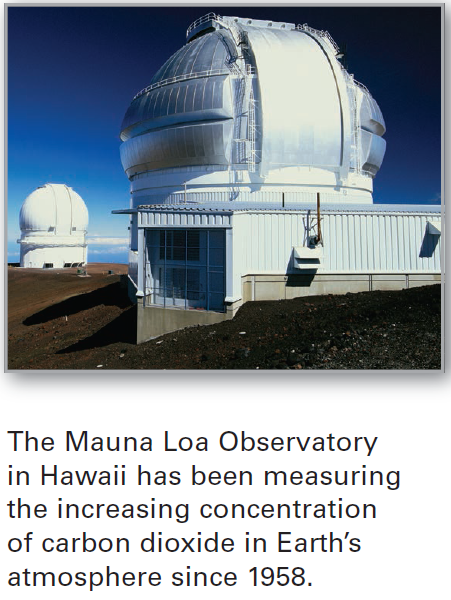 The Mauna Loa Observatory
in Hawaii has been measuring
the increasing concentration
of carbon dioxide in Earth’s
atmosphere since 1958.